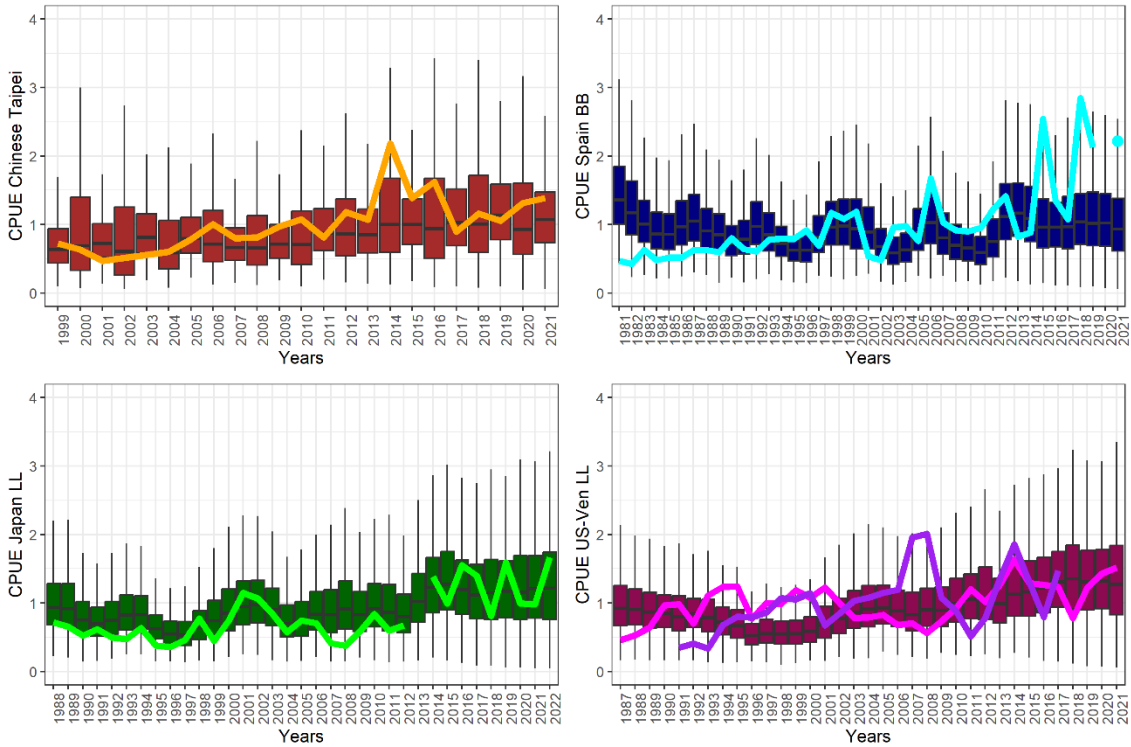 4
3
2
1
0
CPUE Chinese Taipei
1999 2000 2001 2002 2003 2004 2005 2006 2007 2008 2009 2010 2011 2012 2013 2014 2015 2016 2017 2018 2019 2020 2021
Years
4
3
2
1
0
CPUE Spain BB
1981 1982 1983 1984 1985 1986 1987 1988 1989 1990 1991 1992 1993 1994 1995 1996 1997 1998 1999 2000 2001 2002 2003 2004 2005 2006 2007 2008 2009 2010 2011 2012 2013 2014 2015 2016 2017 2018 2019 2020 2021
Years
4
3
2
1
0
CPUE Japan LL
1988 1989 1990 1991 1992 1993 1994 1995 1996 1997 1998 1999 2000 2001 2002 2003 2004 2005 2006 2007 2008 2009 2010 2011 2012 2013 2014 2015 2016 2017 2018 2019 2020 2021 2022
Years
4
3
2
1
0
CPUE US-Ven LL
1987 1988 1989 1990 1991 1992 1993 1994 1995 1996 1997 1998 1999 2000 2001 2002 2003 2004 2005 2006 2007 2008 2009 2010 2011 2012 2013 2014 2015 2016 2017 2018 2019 2020 2021
Years